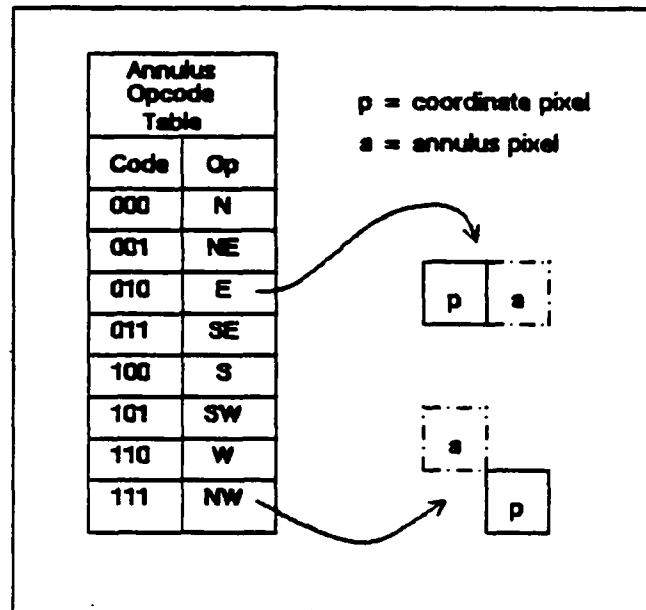 Annulus
Opcode
Table
Code Op
000 N
001 NE
010 E
011 SE
100 S
101 SW
110 W
111 NW
p = coordinate pixel
a = annulus pixel
p a
a
p